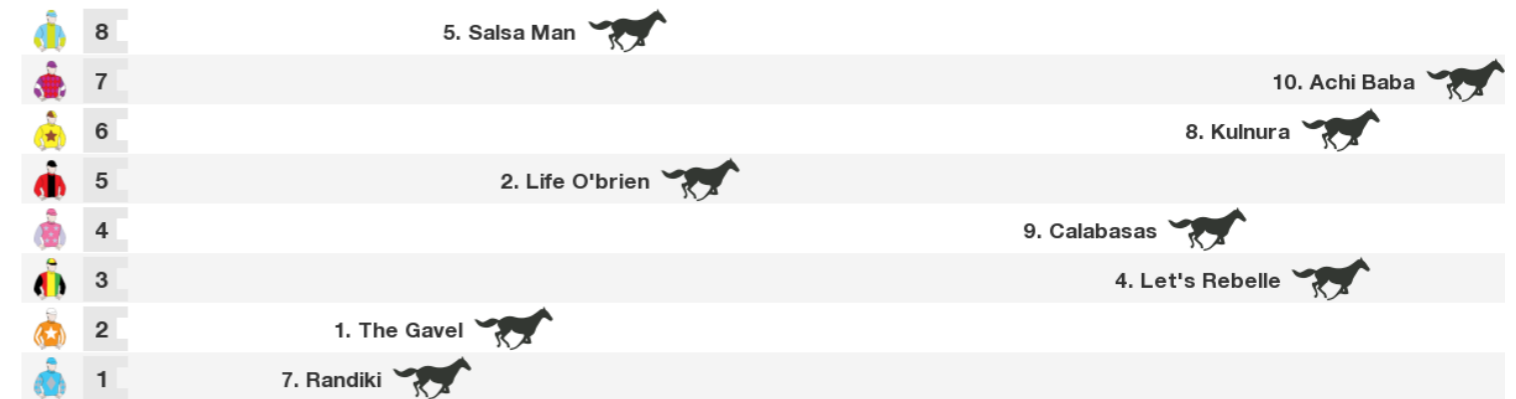 8 5. Salsa Man
7 10. Achi Baba
6 8. Kulnura
5 2. Life O'brien
4 9. Calabasas
3 4. Let's Rebelle
2 1. The Gavel
1 7. Randiki